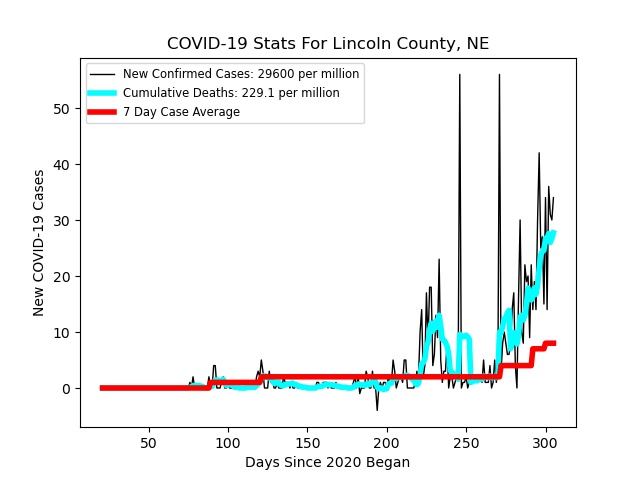 COVID-19 Stats For Lincoln County, NE
New Confirmed Cases: 29600 per million
Cumulative Deaths: 229.1 per million
7 Day Case Average
New COVID-19 Cases
50
40
30
20
10
0
50 100 150 200 250 300
Days Since 2020 Began